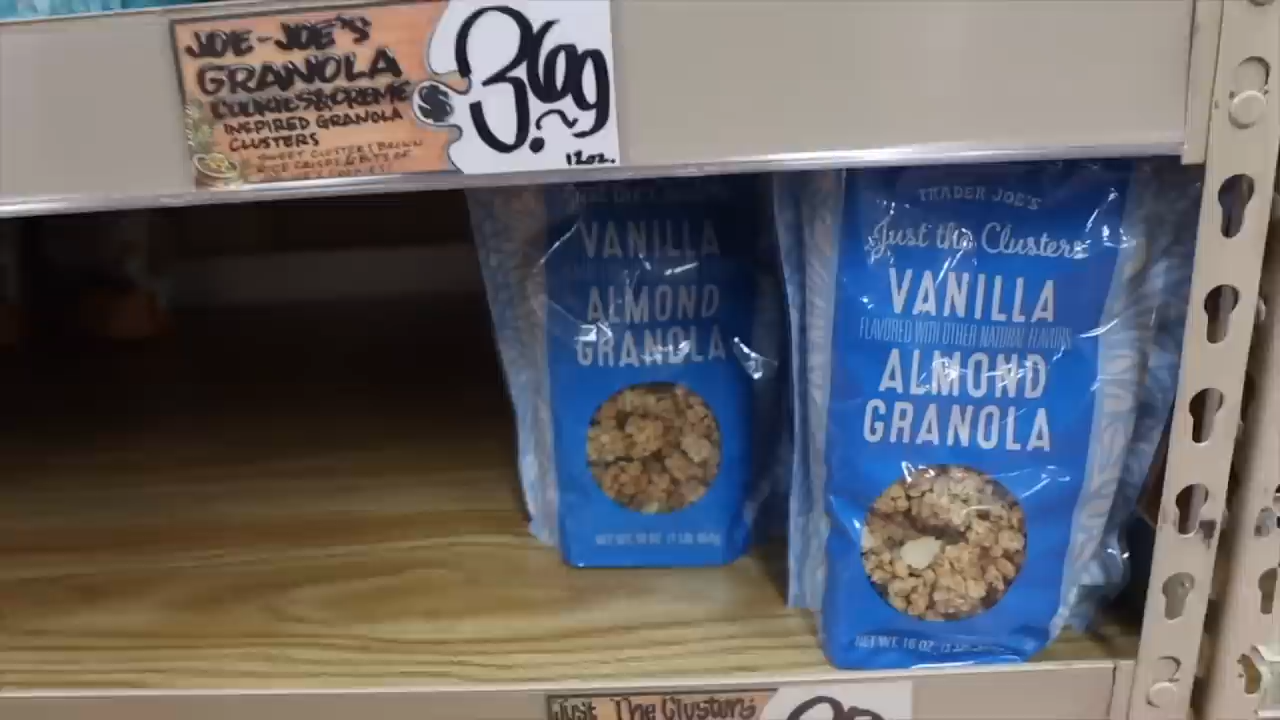 JOE-JOE'S
GRANOLA
COOKIES & CREME
INSPIRED GRANOLA
CLUSTERS
$3.69
12oz.
VANILLA
ALMOND
GRANOLA
TRADER JOE'S
Just the Clusters
VANILLA
FLAVORED WITH OTHER NATURAL FLAVORS
ALMOND
GRANOLA
NET WT. 16 OZ
Just The Clusters